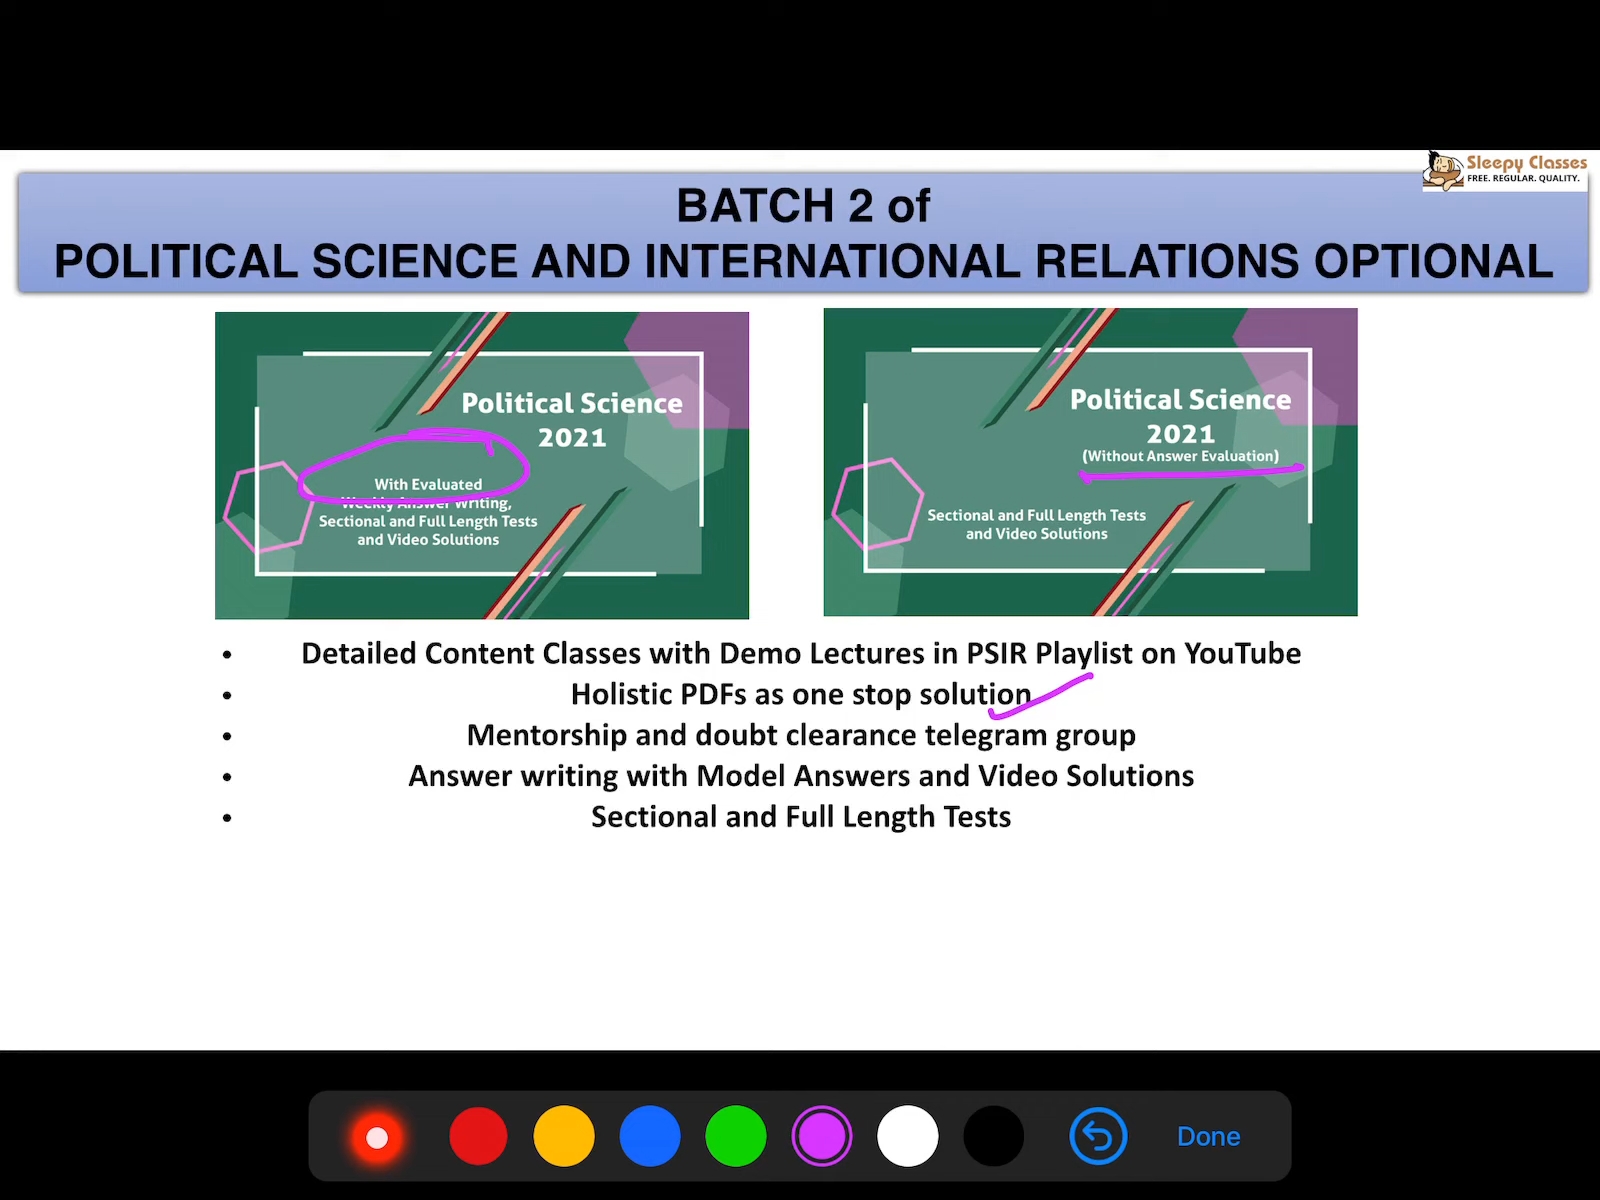 Sleepy Classes
FREE. REGULAR. QUALITY.
BATCH 2 of
POLITICAL SCIENCE AND INTERNATIONAL RELATIONS OPTIONAL
Political Science
2021
With Evaluated
Weekly Answer Writing,
Sectional and Full Length Tests
and Video Solutions
Political Science
2021
(Without Answer Evaluation)
Sectional and Full Length Tests
and Video Solutions
• Detailed Content Classes with Demo Lectures in PSIR Playlist on YouTube
• Holistic PDFs as one stop solution
• Mentorship and doubt clearance telegram group
• Answer writing with Model Answers and Video Solutions
• Sectional and Full Length Tests
Done